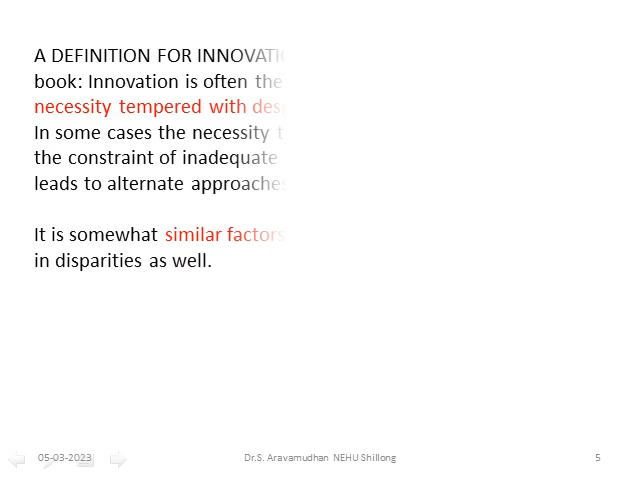 A DEFINITION FOR INNOVATI
book: Innovation is often the
necessity tempered with
In some cases the necessity
the constraint of inadequate
leads to alternate approaches
It is somewhat similar factors
in disparities as well.
05-03-2023 Dr.S. Aravamudhan NEHU Shillong 5